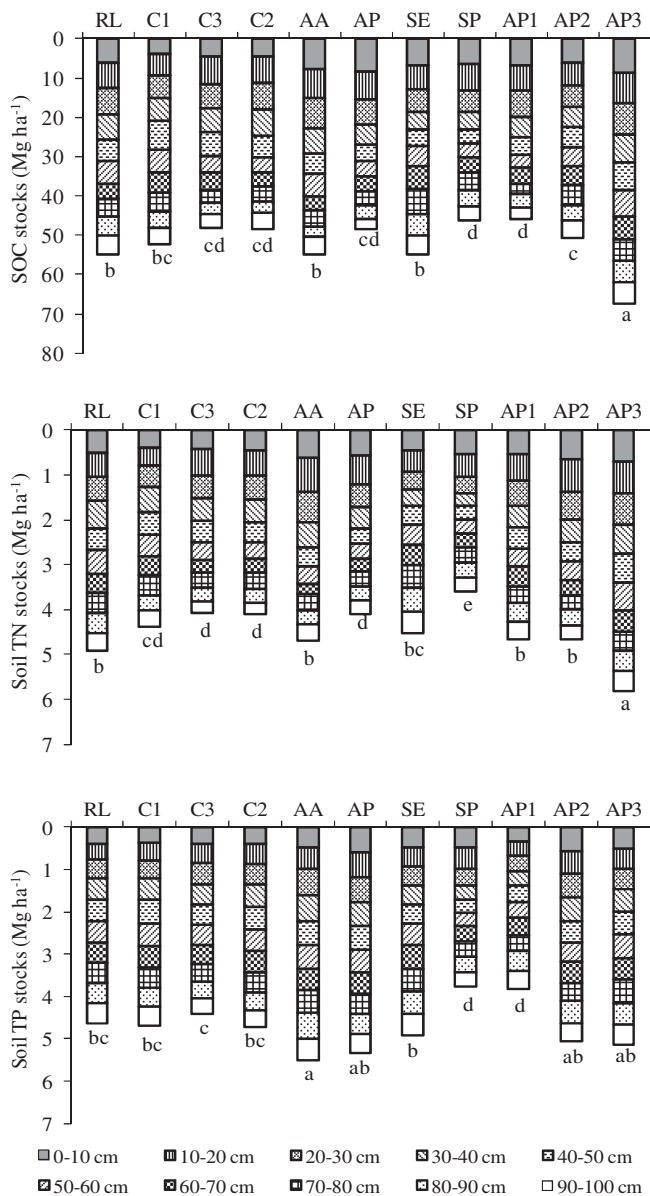 RL C1 C3 C2 AA AP SE SP AP1 AP2 AP3
0
10
20
30
40
50
60
70
80
SOC stocks (Mg ha⁻¹)
b bc cd cd b cd b d d c a
RL C1 C3 C2 AA AP SE SP AP1 AP2 AP3
0
1
2
3
4
5
6
7
Soil TN stocks (Mg ha⁻¹)
b cd d d b d bc e b b a
RL C1 C3 C2 AA AP SE SP AP1 AP2 AP3
0
1
2
3
4
5
6
7
Soil TP stocks (Mg ha⁻¹)
bc bc c bc a ab b d d ab ab
0-10 cm 10-20 cm 20-30 cm 30-40 cm 40-50 cm
50-60 cm 60-70 cm 70-80 cm 80-90 cm 90-100 cm